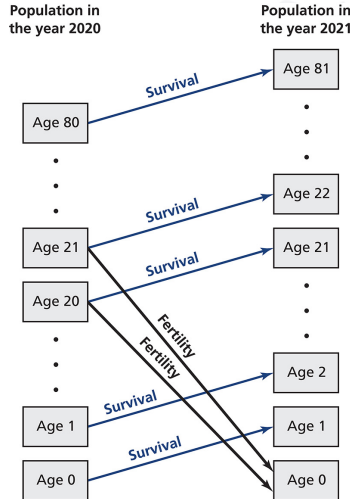 Population in
the year 2020
Population in
the year 2021
Age 81
Survival
Age 80
Age 22
Survival
Age 21
Age 21
Survival
Age 20
Fertility
Fertility
Age 2
Survival
Age 1
Age 1
Survival
Age 0
Age 0